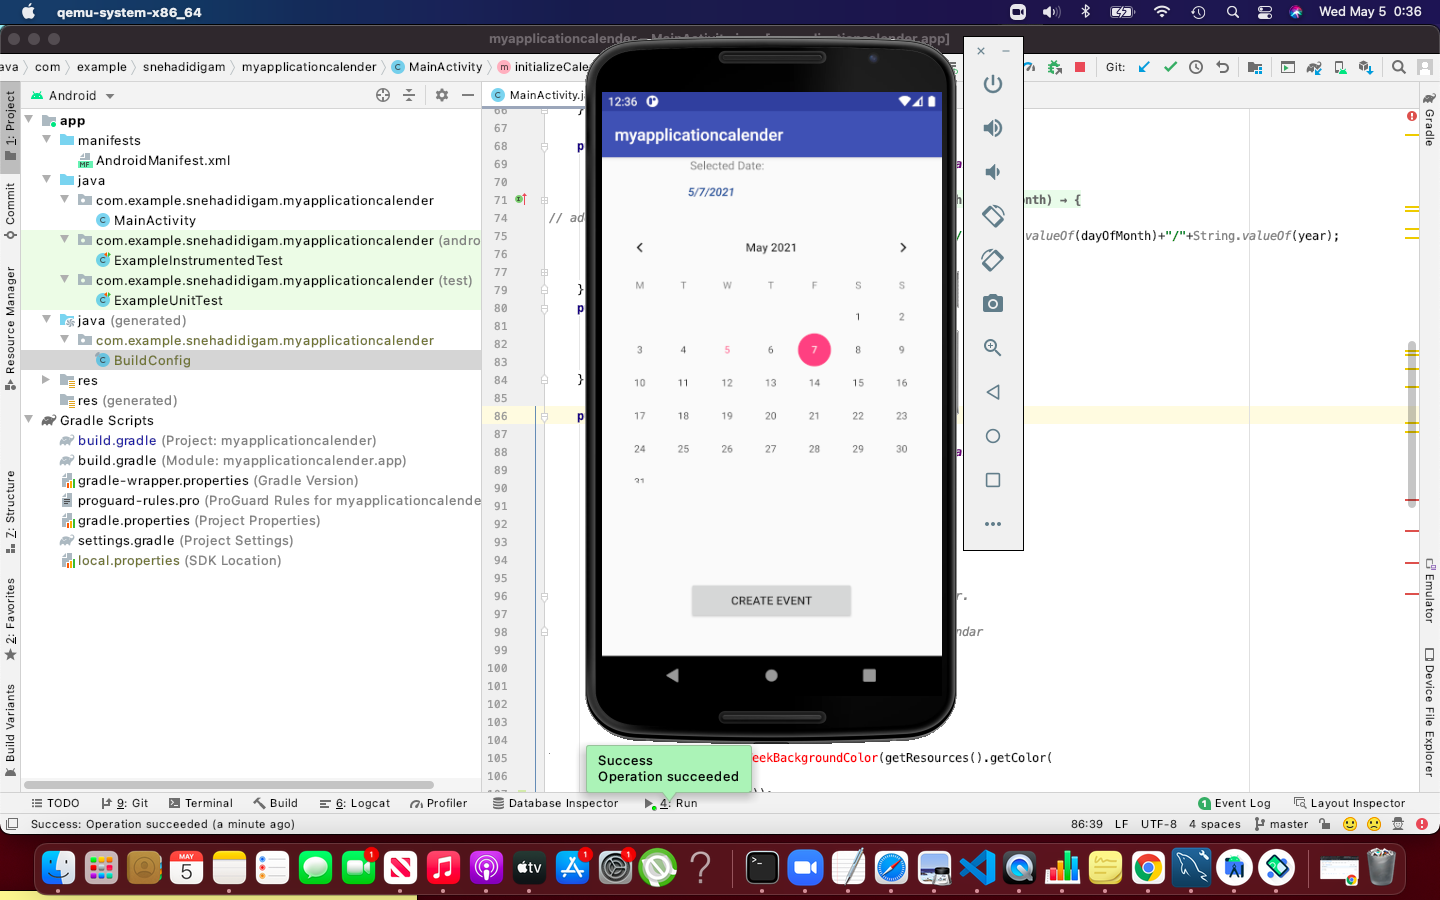 qemu-system-x86_64
Wed May 5 0:36
myapplicationcalender
app]
ava
com
example
snehadidigam
myapplicationcalender
MainActivity
initializeCale
Git:
Android
MainActivity.j
app
manifests
AndroidManifest.xml
java
com.example.snehadidigam.myapplicationcalender
MainActivity
com.example.snehadidigam.myapplicationcalender (andro
ExampleInstrumentedTest
com.example.snehadidigam.myapplicationcalender (test)
ExampleUnitTest
java (generated)
com.example.snehadidigam.myapplicationcalender
BuildConfig
res
res (generated)
Gradle Scripts
build.gradle (Project: myapplicationcalender)
build.gradle (Module: myapplicationcalender.app)
gradle-wrapper.properties (Gradle Version)
proguard-rules.pro (ProGuard Rules for myapplicationcalende
gradle.properties (Project Properties)
settings.gradle (Project Settings)
local.properties (SDK Location)
1: Project
Commit
Resource Manager
Z: Structure
2: Favorites
Build Variants
66 }
67
68 p
69
70
71 onth) → {
74 // ad
75 .valueOf(dayOfMonth)+"/"+String.valueOf(year);
76
77
79 }
80 p
81
82
83
84 }
85
86 p
87
88
89
90
91
92
93
94
95
96 r.
97
98 ndar
99
100
101
102
103
104
105 eekBackgroundColor(getResources().getColor(
106
12:36
myapplicationcalender
Selected Date:
5/7/2021
May 2021
M T W T F S S
1 2
3 4 5 6 7 8 9
10 11 12 13 14 15 16
17 18 19 20 21 22 23
24 25 26 27 28 29 30
31
CREATE EVENT
Gradle
Emulator
Device File Explorer
Success
Operation succeeded
TODO
9: Git
Terminal
Build
6: Logcat
Profiler
Database Inspector
4: Run
1 Event Log
Layout Inspector
Success: Operation succeeded (a minute ago)
86:39
LF
UTF-8
4 spaces
master
MAY
5
1
1
1
tv